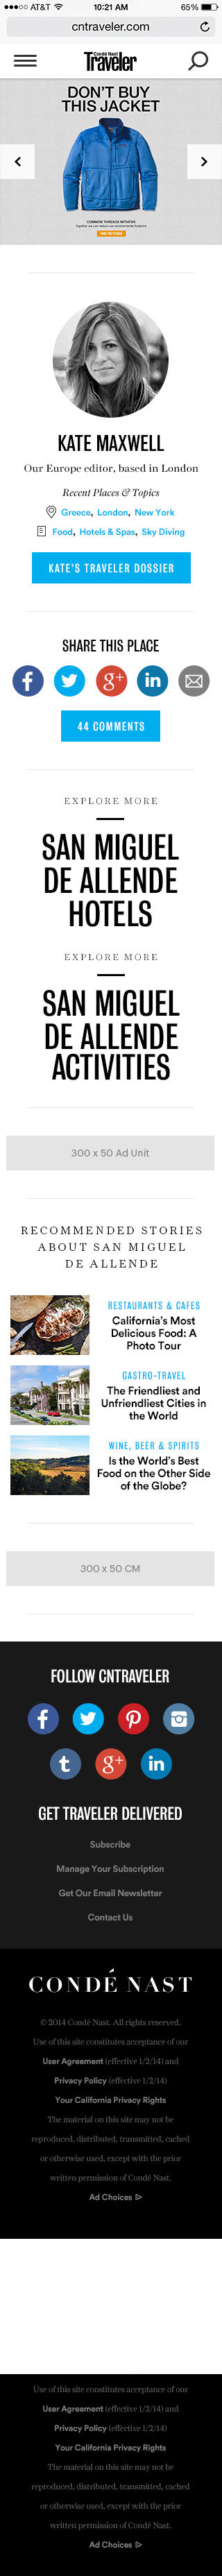 AT&T 10:21 AM 65%
cntraveler.com
Condé Nast
Traveler
DON'T BUY
THIS JACKET
COMMON THREADS INITIATIVE
Together we can reduce our environmental footprint.
TAKE THE PLEDGE
KATE MAXWELL
Our Europe editor, based in London
Recent Places & Topics
Greece, London, New York
Food, Hotels & Spas, Sky Diving
KATE'S TRAVELER DOSSIER
SHARE THIS PLACE
44 COMMENTS
EXPLORE MORE
SAN MIGUEL
DE ALLENDE
HOTELS
EXPLORE MORE
SAN MIGUEL
DE ALLENDE
ACTIVITIES
300 x 50 Ad Unit
RECOMMENDED STORIES
ABOUT SAN MIGUEL
DE ALLENDE
RESTAURANTS & CAFES
California's Most
Delicious Food: A
Photo Tour
GASTRO-TRAVEL
The Friendliest and
Unfriendliest Cities in
the World
WINE, BEER & SPIRITS
Is the World's Best
Food on the Other Side
of the Globe?
300 x 50 CM
FOLLOW CNTRAVELER
GET TRAVELER DELIVERED
Subscribe
Manage Your Subscription
Get Our Email Newsletter
Contact Us
CONDÉ NAST
© 2014 Condé Nast. All rights reserved.
Use of this site constitutes acceptance of our
User Agreement (effective 1/2/14) and
Privacy Policy (effective 1/2/14)
Your California Privacy Rights
The material on this site may not be
reproduced, distributed, transmitted, cached
or otherwise used, except with the prior
written permission of Condé Nast.
Ad Choices
Use of this site constitutes acceptance of our
User Agreement (effective 1/2/14) and
Privacy Policy (effective 1/2/14)
Your California Privacy Rights
The material on this site may not be
reproduced, distributed, transmitted, cached
or otherwise used, except with the prior
written permission of Condé Nast.
Ad Choices